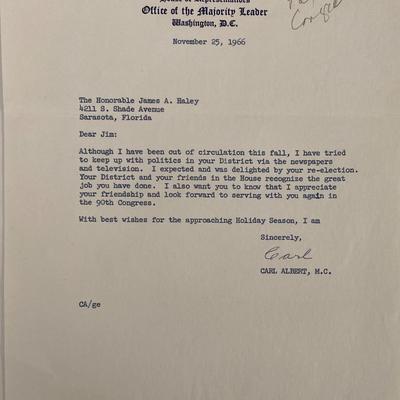 House of Representatives
Office of the Majority Leader
Washington, D.C.
November 25, 1966
The Honorable James A. Haley
4211 S. Shade Avenue
Sarasota, Florida
Dear Jim:
Although I have been out of circulation this fall, I have tried
to keep up with politics in your District via the newspapers
and television. I expected and was delighted by your re-election.
Your District and your friends in the House recognize the great
job you have done. I also want you to know that I appreciate
your friendship and look forward to serving with you again in
the 90th Congress.
With best wishes for the approaching Holiday Season, I am
Sincerely,
Carl
CARL ALBERT, M.C.
CA/ge